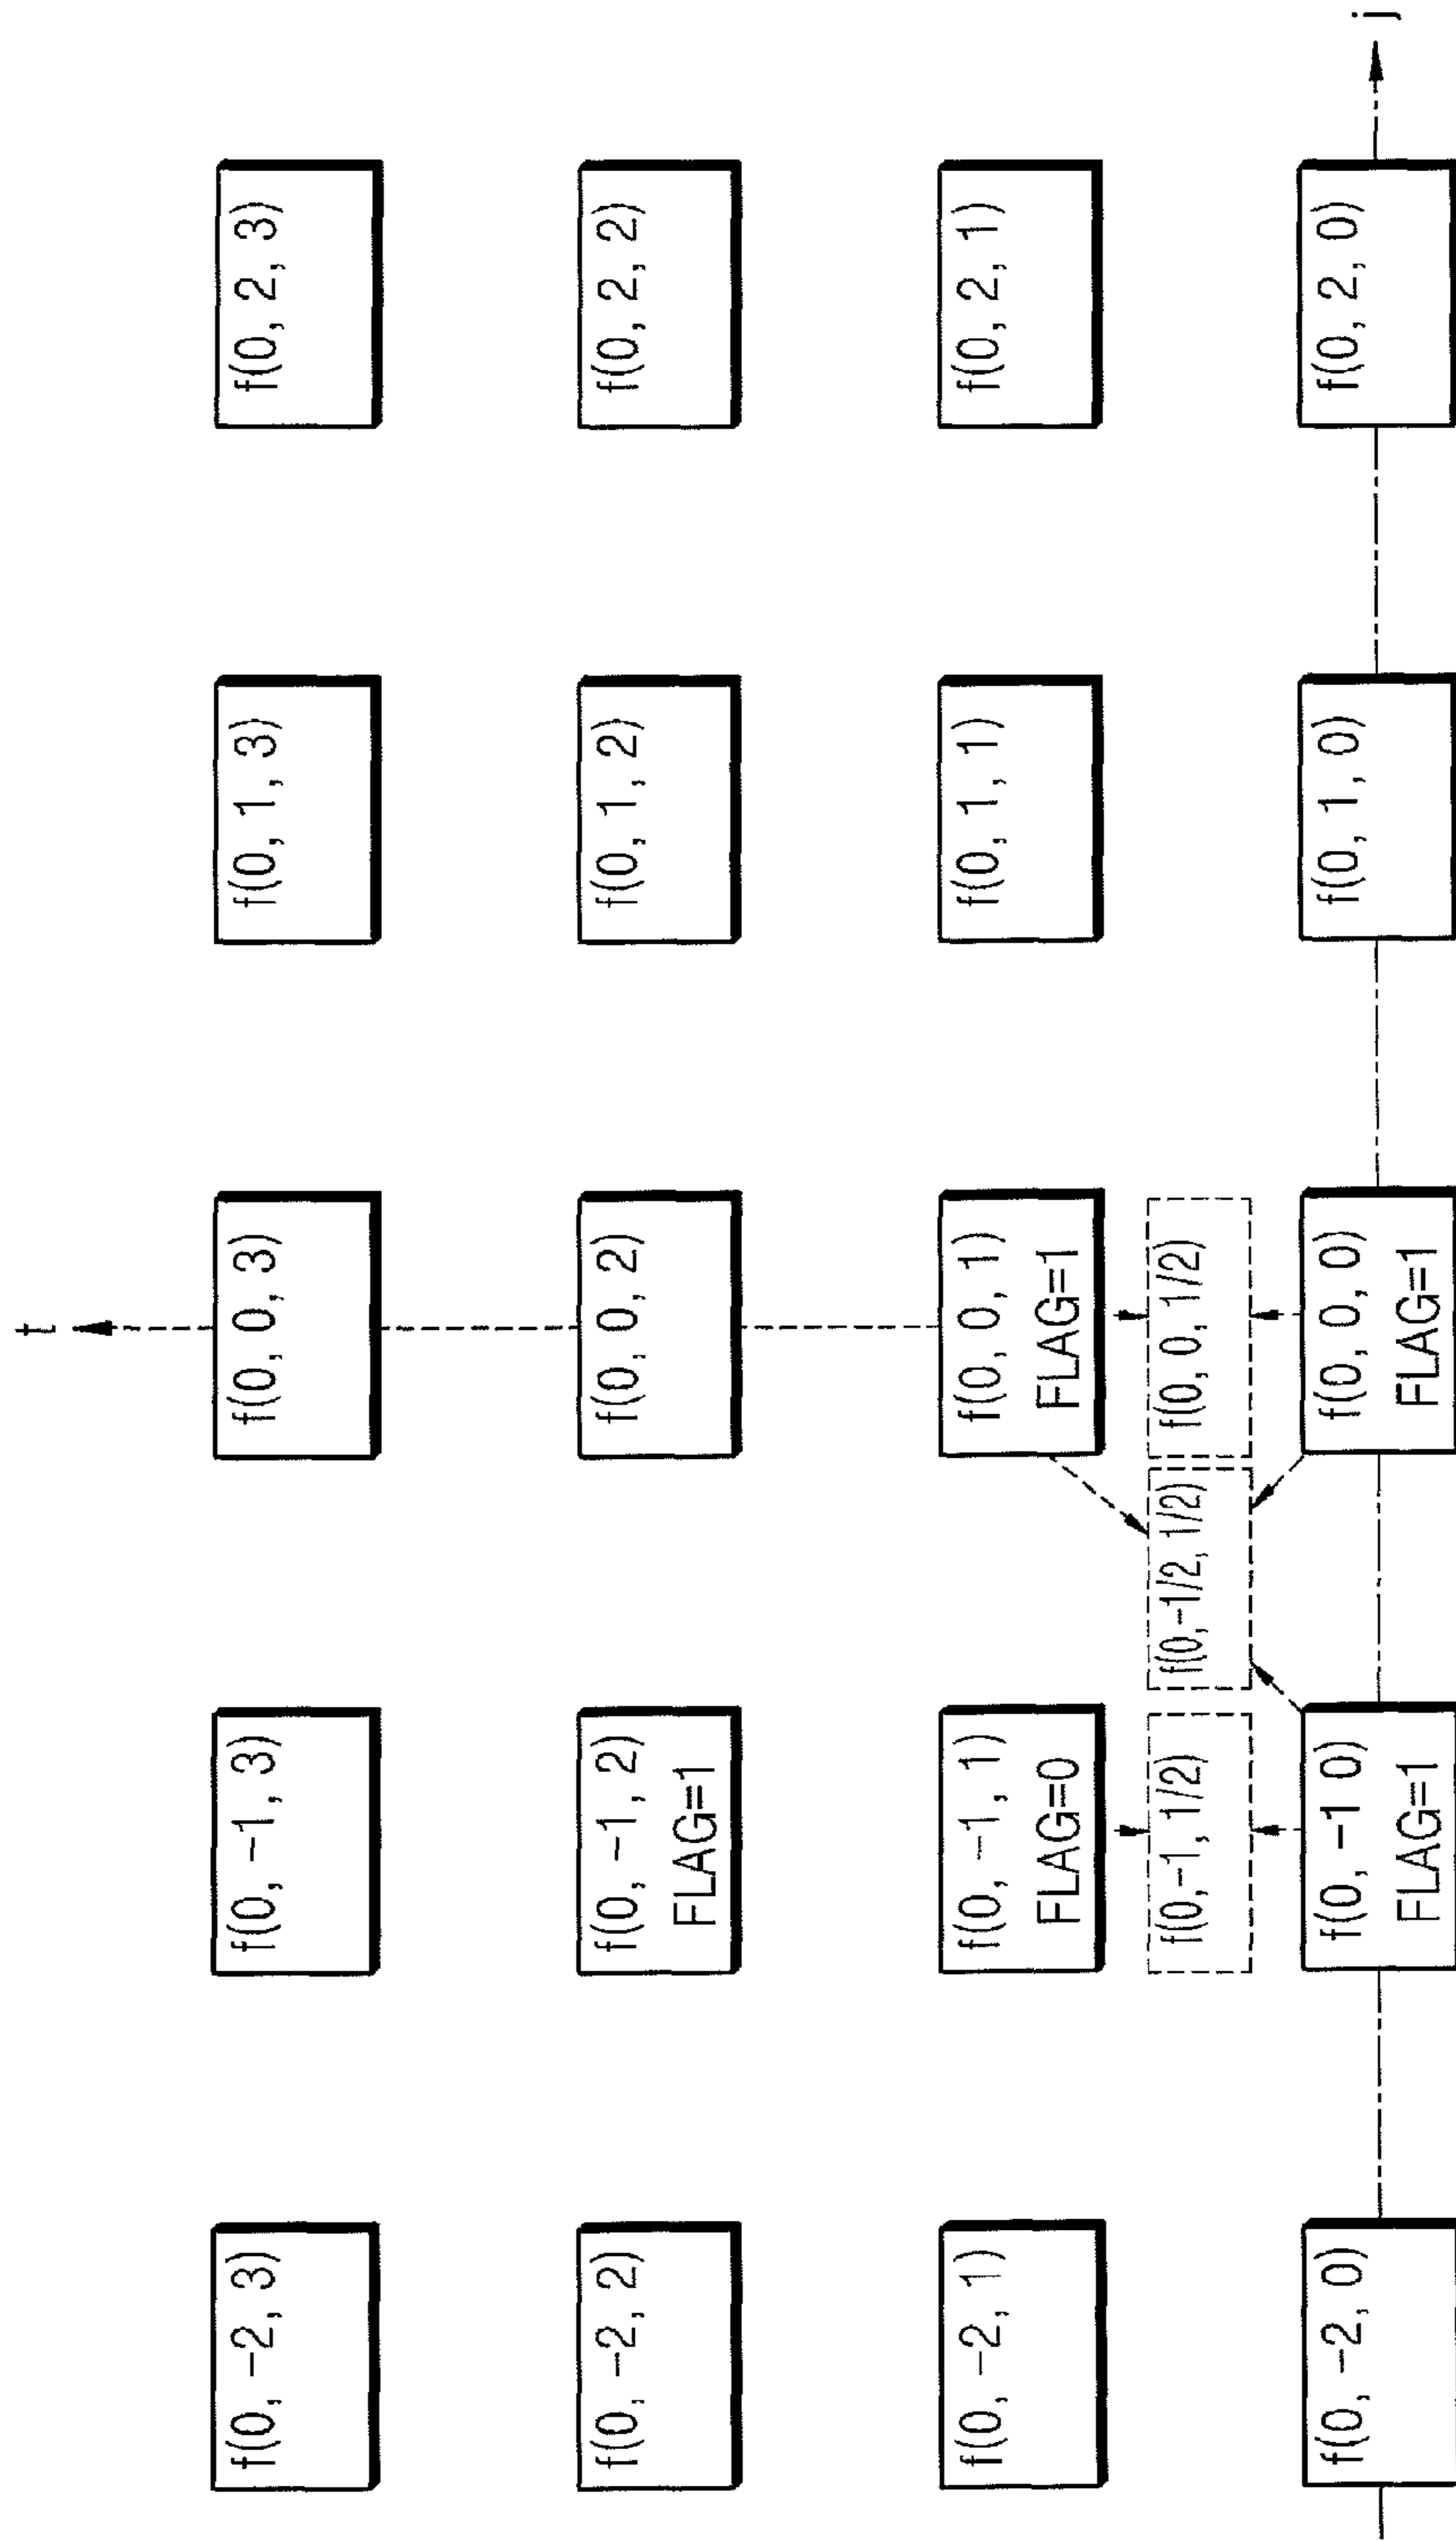 t
f(0, -2, 3)
f(0, -1, 3)
f(0, 0, 3)
f(0, 1, 3)
f(0, 2, 3)
f(0, -2, 2)
f(0, -1, 2)
FLAG=1
f(0, 0, 2)
f(0, 1, 2)
f(0, 2, 2)
f(0, -2, 1)
f(0, -1, 1)
FLAG=0
f(0, 0, 1)
FLAG=1
f(0, 1, 1)
f(0, 2, 1)
f(0,-1, 1/2)
f(0,-1/2, 1/2)
f(0, 0, 1/2)
f(0, -2, 0)
f(0, -1 0)
FLAG=1
f(0, 0, 0)
FLAG=1
f(0, 1, 0)
f(0, 2, 0)
j